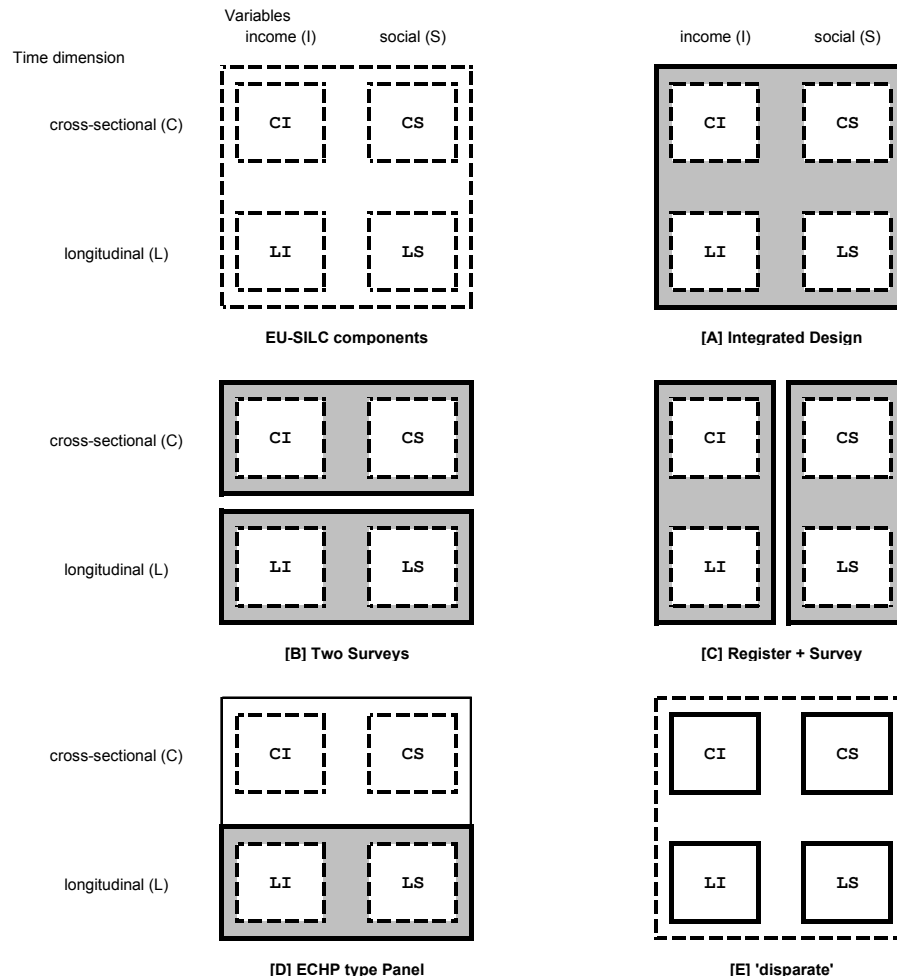 Variables
income (I) social (S) income (I) social (S)
Time dimension
cross-sectional (C) CI CS CI CS
longitudinal (L) LI LS LI LS
EU-SILC components [A] Integrated Design
cross-sectional (C) CI CS CI CS
longitudinal (L) LI LS LI LS
[B] Two Surveys [C] Register + Survey
cross-sectional (C) CI CS CI CS
longitudinal (L) LI LS LI LS
[D] ECHP type Panel [E] 'disparate'